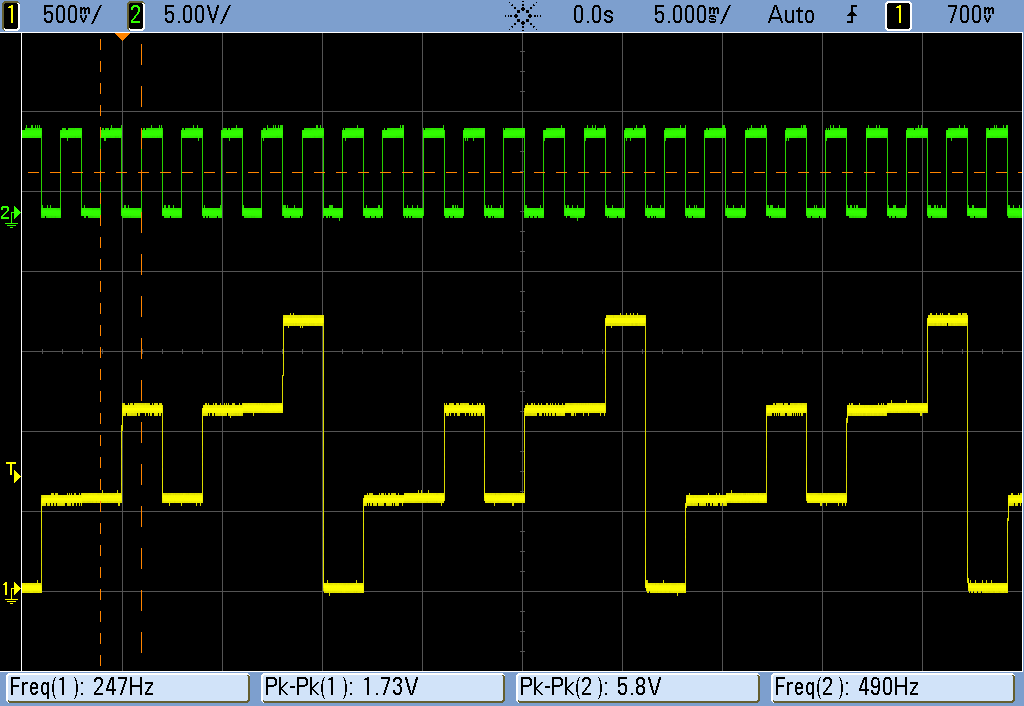 1 500mV/ 2 5.00V/ 0.0s 5.000ms/ Auto 1 700mV
2
T
1
Freq(1): 247Hz Pk-Pk(1): 1.73V Pk-Pk(2): 5.8V Freq(2): 490Hz